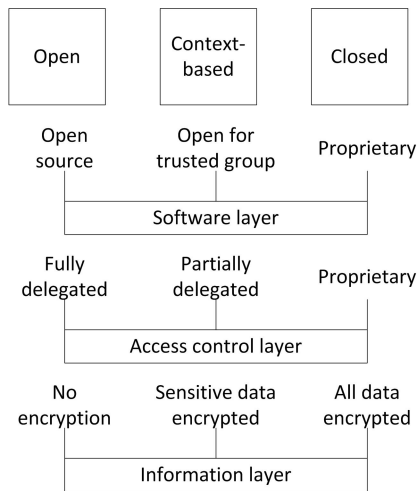 Open
Context-
based
Closed
Open
source
Open for
trusted group
Proprietary
Software layer
Fully
delegated
Partially
delegated
Proprietary
Access control layer
No
encryption
Sensitive data
encrypted
All data
encrypted
Information layer